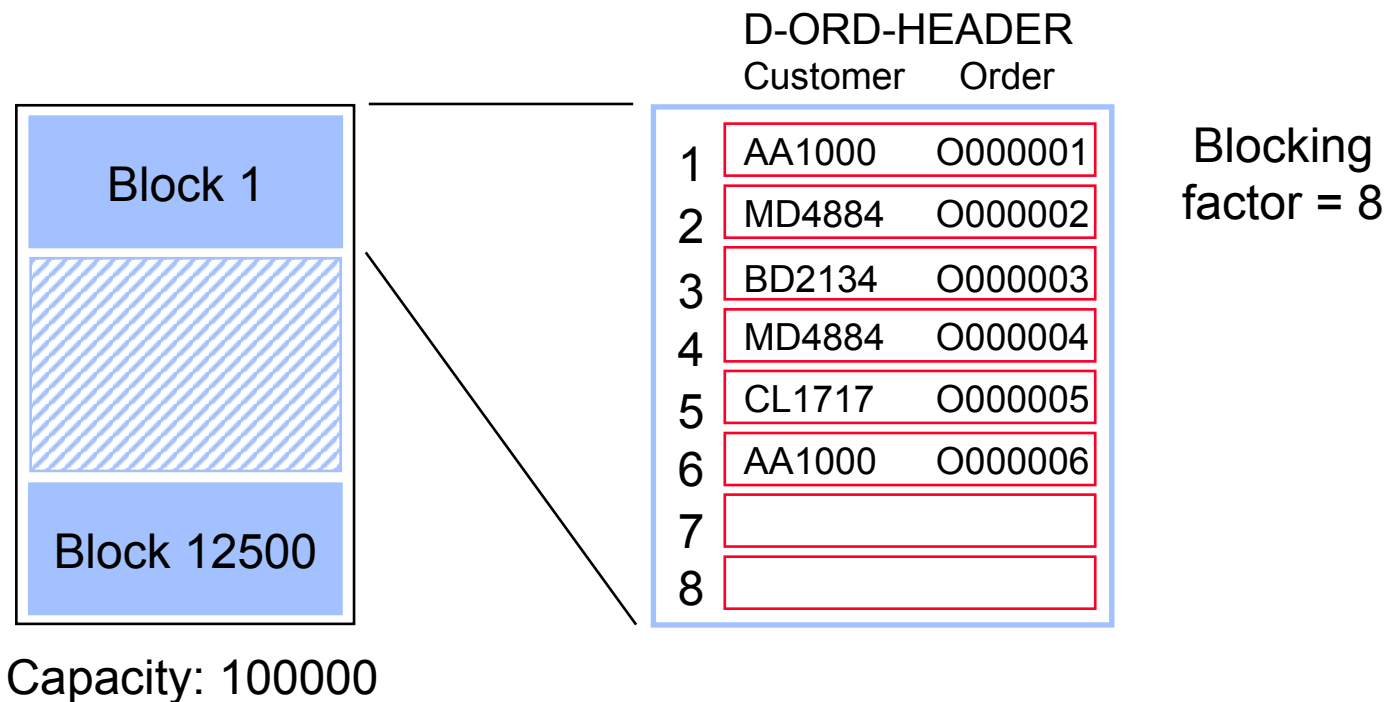 D-ORD-HEADER
Customer Order
Block 1
Block 12500
Capacity: 100000
1 AA1000 O000001
2 MD4884 O000002
3 BD2134 O000003
4 MD4884 O000004
5 CL1717 O000005
6 AA1000 O000006
7
8
Blocking
factor = 8